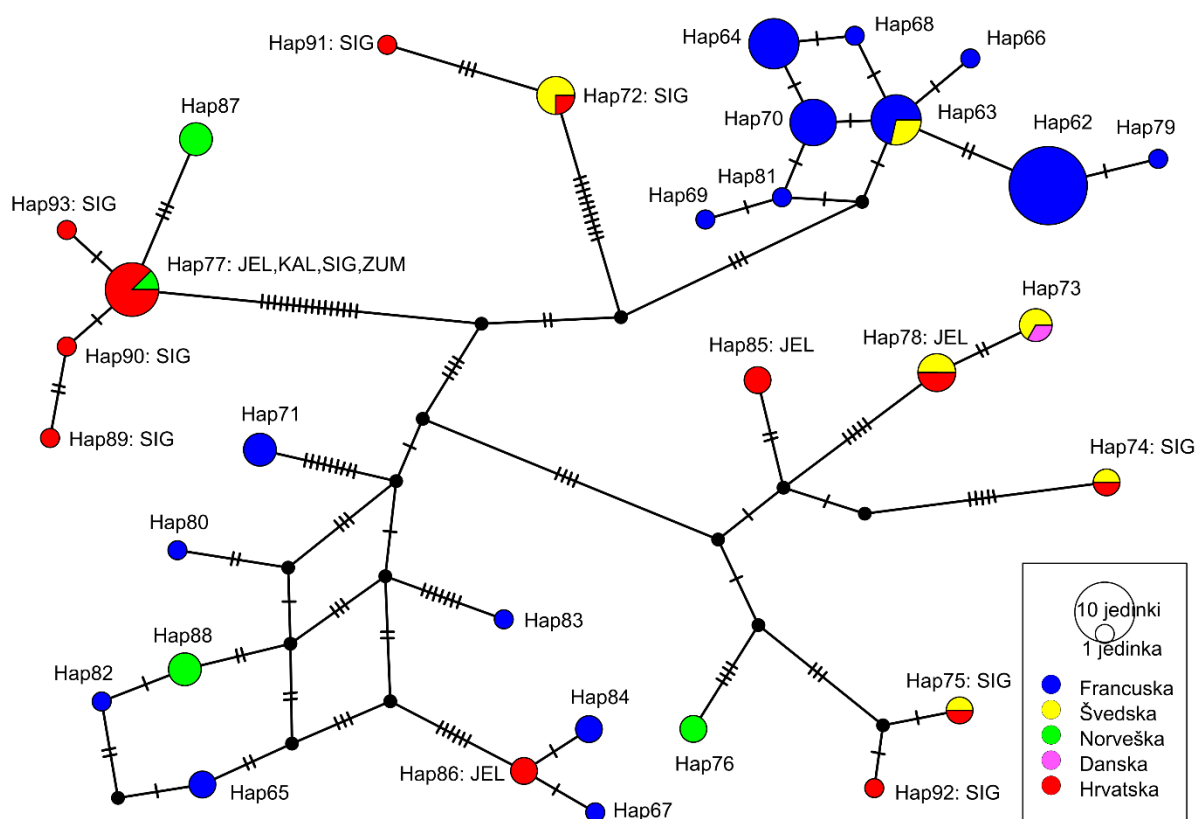 Hap91: SIG
Hap72: SIG
Hap64
Hap68
Hap66
Hap87
Hap70
Hap63
Hap62
Hap79
Hap81
Hap69
Hap93: SIG
Hap77: JEL,KAL,SIG,ZUM
Hap73
Hap78: JEL
Hap85: JEL
Hap90: SIG
Hap89: SIG
Hap71
Hap74: SIG
Hap80
Hap83
Hap88
Hap82
Hap84
Hap75: SIG
Hap76
Hap86: JEL
Hap65
Hap67
Hap92: SIG
10 jedinki
1 jedinka
Francuska
Švedska
Norveška
Danska
Hrvatska